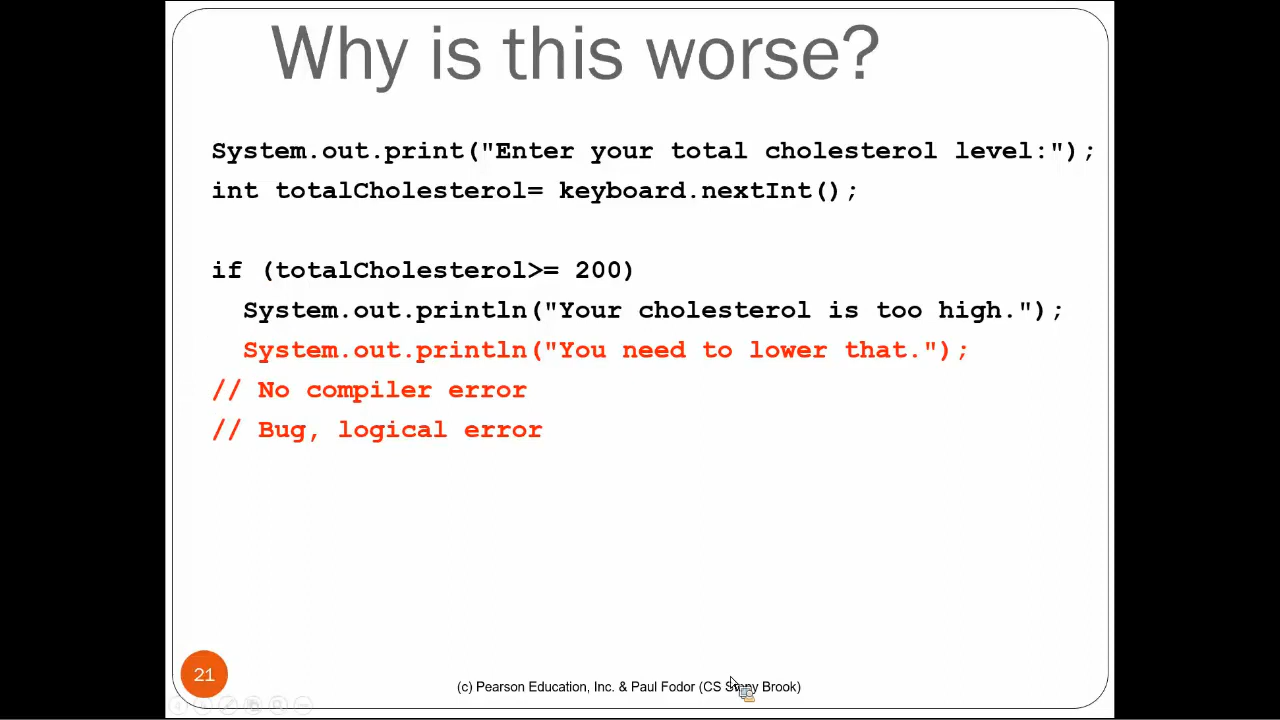 Why is this worse?
System.out.print("Enter your total cholesterol level:");
int totalCholesterol= keyboard.nextInt();
if (totalCholesterol>= 200)
System.out.println("Your cholesterol is too high.");
System.out.println("You need to lower that.");
// No compiler error
// Bug, logical error
21
(c) Pearson Education, Inc. & Paul Fodor (CS Stony Brook)